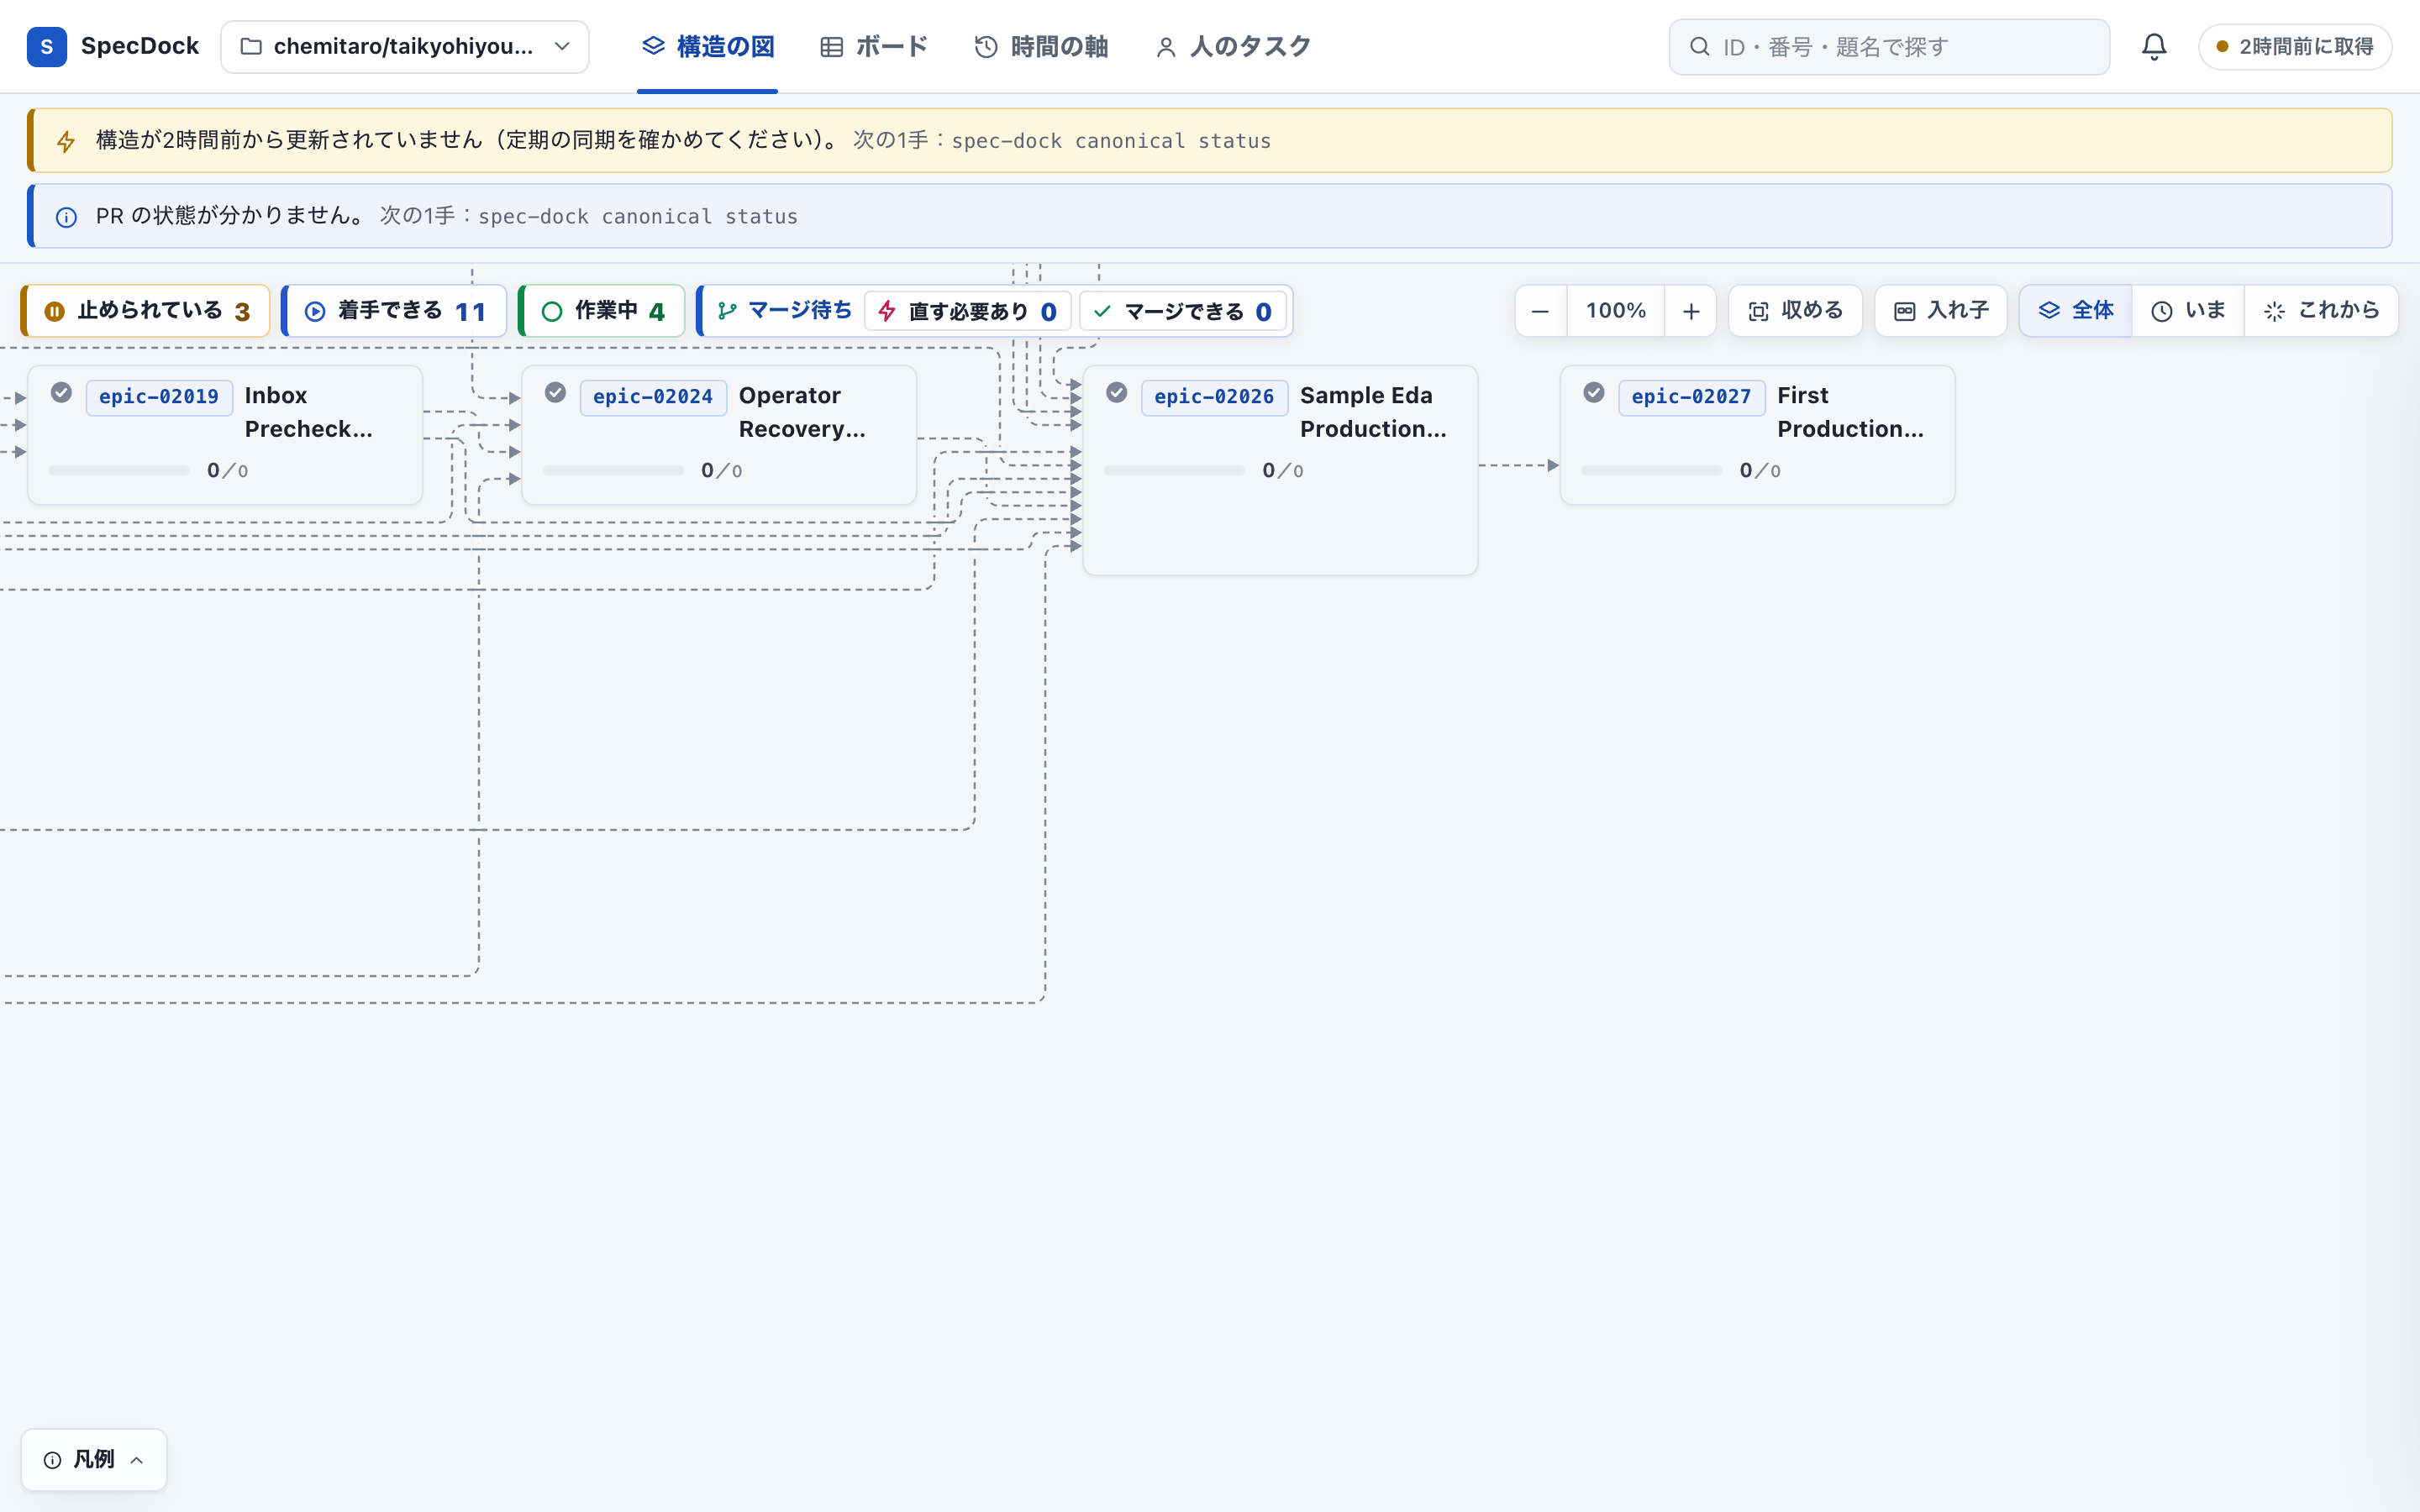 S SpecDock chemitaro/taikyohiyou... 構造の図 ボード 時間の軸 人のタスク ID・番号・題名で探す 2時間前に取得
構造が2時間前から更新されていません（定期の同期を確かめてください）。 次の1手：spec-dock canonical status
PR の状態が分かりません。 次の1手：spec-dock canonical status
止められている 3 着手できる 11 作業中 4 マージ待ち 直す必要あり 0 マージできる 0 − 100% + 収める 入れ子 全体 いま これから
epic-02019 Inbox
Precheck...
0/0
epic-02024 Operator
Recovery...
0/0
epic-02026 Sample Eda
Production...
0/0
epic-02027 First
Production...
0/0
凡例